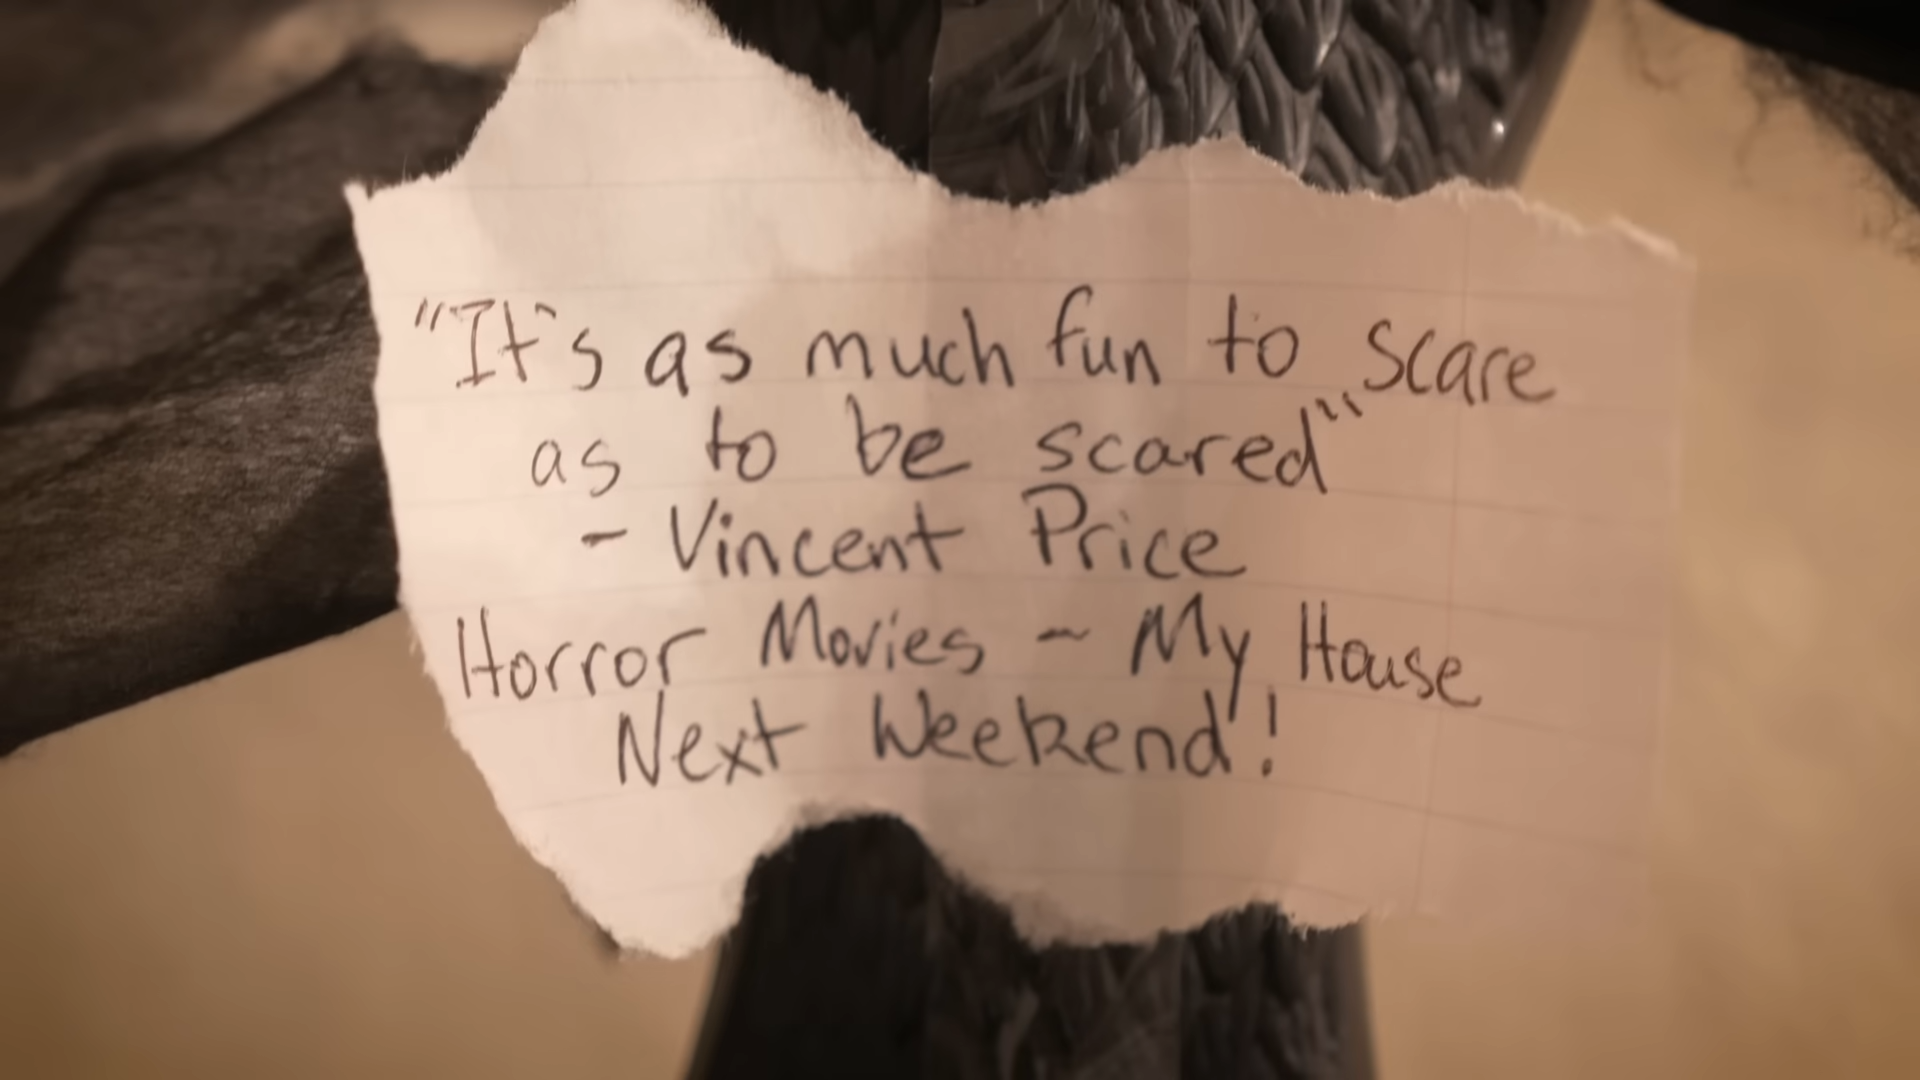 "It's as much fun to scare
as to be scared"
- Vincent Price
Horror Movies - My House
Next Weekend!